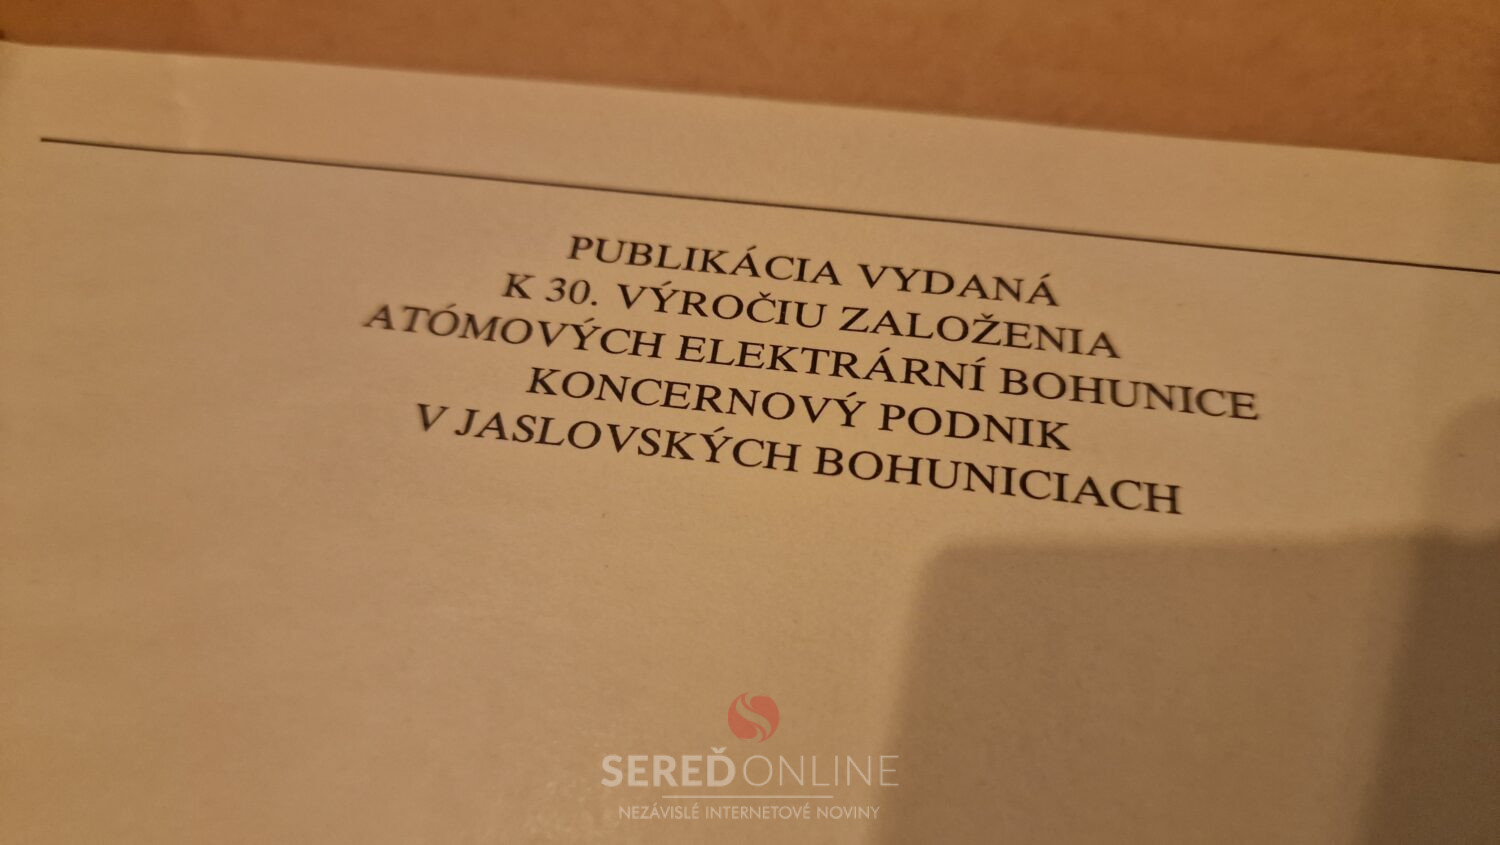 PUBLIKÁCIA VYDANÁ
K 30. VÝROČIU ZALOŽENIA
ATÓMOVÝCH ELEKTRÁRNÍ BOHUNICE
KONCERNOVÝ PODNIK
V JASLOVSKÝCH BOHUNICIACH
SEREĎONLINE
NEZÁVISLÉ INTERNETOVÉ NOVINY